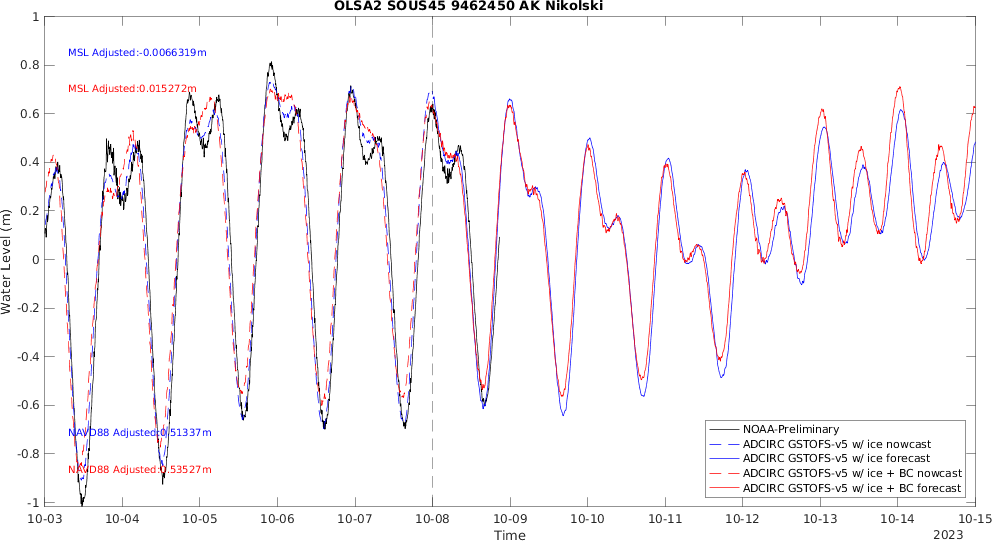 OLSA2 SOUS45 9462450 AK Nikolski
MSL Adjusted:-0.0066319m
MSL Adjusted:0.015272m
NAVD88 Adjusted:0.51337m
NAVD88 Adjusted:0.53527m
Water Level (m)
1
0.8
0.6
0.4
0.2
0
-0.2
-0.4
-0.6
-0.8
-1
NOAA-Preliminary
ADCIRC GSTOFS-v5 w/ ice nowcast
ADCIRC GSTOFS-v5 w/ ice forecast
ADCIRC GSTOFS-v5 w/ ice + BC nowcast
ADCIRC GSTOFS-v5 w/ ice + BC forecast
10-03 10-04 10-05 10-06 10-07 10-08 10-09 10-10 10-11 10-12 10-13 10-14 10-15
Time
2023